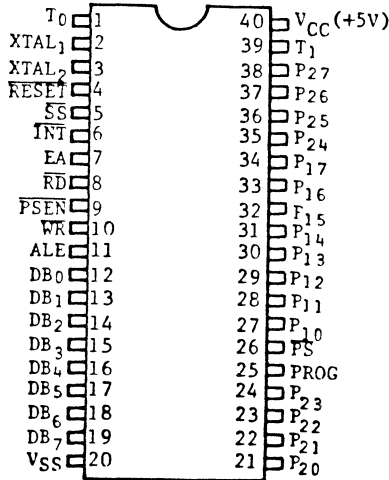 T0 1
XTAL1 2
XTAL2 3
RESET 4
SS 5
INT 6
EA 7
RD 8
PSEN 9
WR 10
ALE 11
DB0 12
DB1 13
DB2 14
DB3 15
DB4 16
DB5 17
DB6 18
DB7 19
VSS 20
40 VCC (+5V)
39 T1
38 P27
37 P26
36 P25
35 P24
34 P17
33 P16
32 F15
31 P14
30 P13
29 P12
28 P11
27 P10
26 PS
25 PROG
24 P23
23 P22
22 P21
21 P20